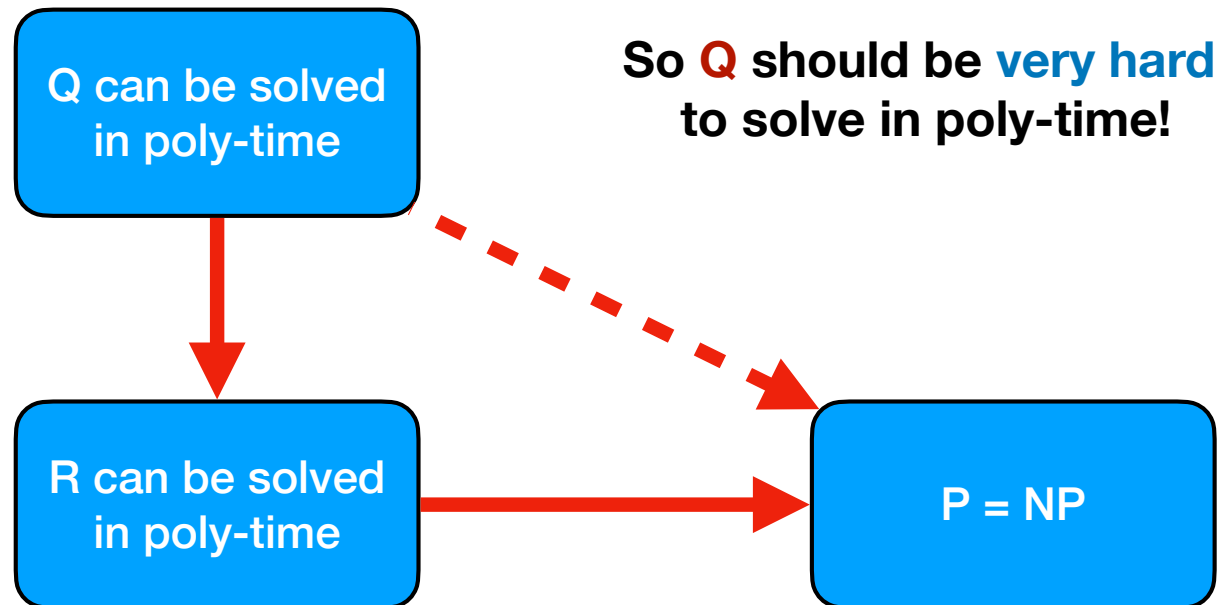 Q can be solved
in poly-time
So Q should be very hard
to solve in poly-time!
R can be solved
in poly-time
P = NP